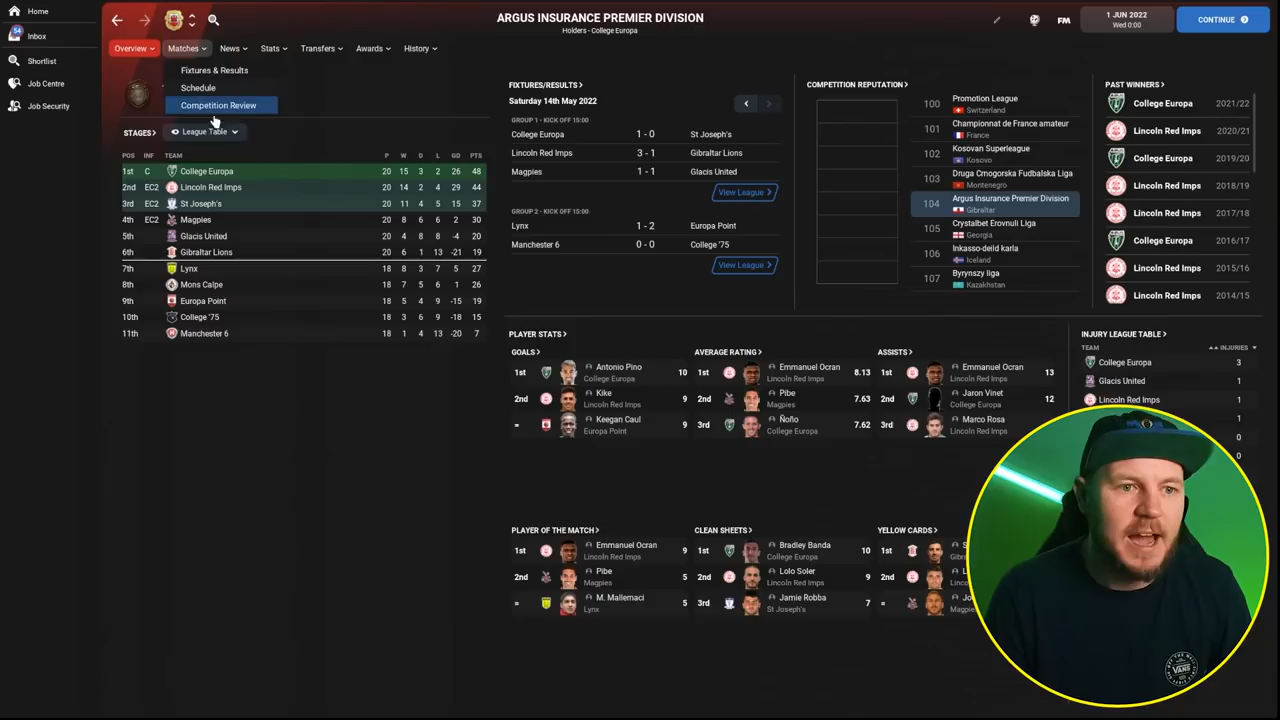 Home
54
Inbox
Shortlist
Job Centre
Job Security
ARGUS INSURANCE PREMIER DIVISION
Holders - College Europa
FM
1 JUN 2022
Wed 0:00
CONTINUE
Overview
Matches
News
Stats
Transfers
Awards
History
Fixtures & Results
Schedule
Competition Review
STAGES
League Table
POS INF TEAM P W D L GD PTS
1st C College Europa 20 15 3 2 26 48
2nd EC2 Lincoln Red Imps 20 14 2 4 29 44
3rd EC2 St Joseph's 20 11 4 5 15 37
4th EC2 Magpies 20 8 6 6 2 30
5th Glacis United 20 4 8 8 -4 20
6th Gibraltar Lions 20 6 1 13 -21 19
7th Lynx 18 8 3 7 5 27
8th Mons Calpe 18 7 5 6 1 26
9th Europa Point 18 5 4 9 -15 19
10th College '75 18 3 6 9 -18 15
11th Manchester 6 18 1 4 13 -20 7
FIXTURES/RESULTS
Saturday 14th May 2022
GROUP 1 - KICK OFF 15:00
College Europa 1 - 0 St Joseph's
Lincoln Red Imps 3 - 1 Gibraltar Lions
Magpies 1 - 1 Glacis United
View League
GROUP 2 - KICK OFF 15:00
Lynx 1 - 2 Europa Point
Manchester 6 0 - 0 College '75
View League
COMPETITION REPUTATION
100 Promotion League
Switzerland
101 Championnat de France amateur
France
102 Kosovan Superleague
Kosovo
103 Druga Crnogorska Fudbalska Liga
Montenegro
104 Argus Insurance Premier Division
Gibraltar
105 Crystalbet Erovnuli Liga
Georgia
106 Inkasso-deild karla
Iceland
107 Byrynszy liga
Kazakhstan
PAST WINNERS
College Europa 2021/22
Lincoln Red Imps 2020/21
College Europa 2019/20
Lincoln Red Imps 2018/19
Lincoln Red Imps 2017/18
College Europa 2016/17
Lincoln Red Imps 2015/16
Lincoln Red Imps 2014/15
PLAYER STATS
GOALS
1st Antonio Pino 10
College Europa
2nd Kike 9
Lincoln Red Imps
= Keegan Caul 9
Europa Point
AVERAGE RATING
1st Emmanuel Ocran 8.13
Lincoln Red Imps
2nd Pibe 7.63
Magpies
3rd Ñoño 7.62
College Europa
ASSISTS
1st Emmanuel Ocran 13
Lincoln Red Imps
2nd Jaron Vinet 12
College Europa
3rd Marco Rosa
Lincoln Red Imps
INJURY LEAGUE TABLE
TEAM INJURIES
College Europa 3
Glacis United 1
Lincoln Red Imps 1
1
0
0
PLAYER OF THE MATCH
1st Emmanuel Ocran 9
Lincoln Red Imps
2nd Pibe 5
Magpies
= M. Mallemaci 5
Lynx
CLEAN SHEETS
1st Bradley Banda 10
College Europa
2nd Lolo Soler 9
Lincoln Red Imps
3rd Jamie Robba 7
St Joseph's
YELLOW CARDS
1st
2nd
=
VANS